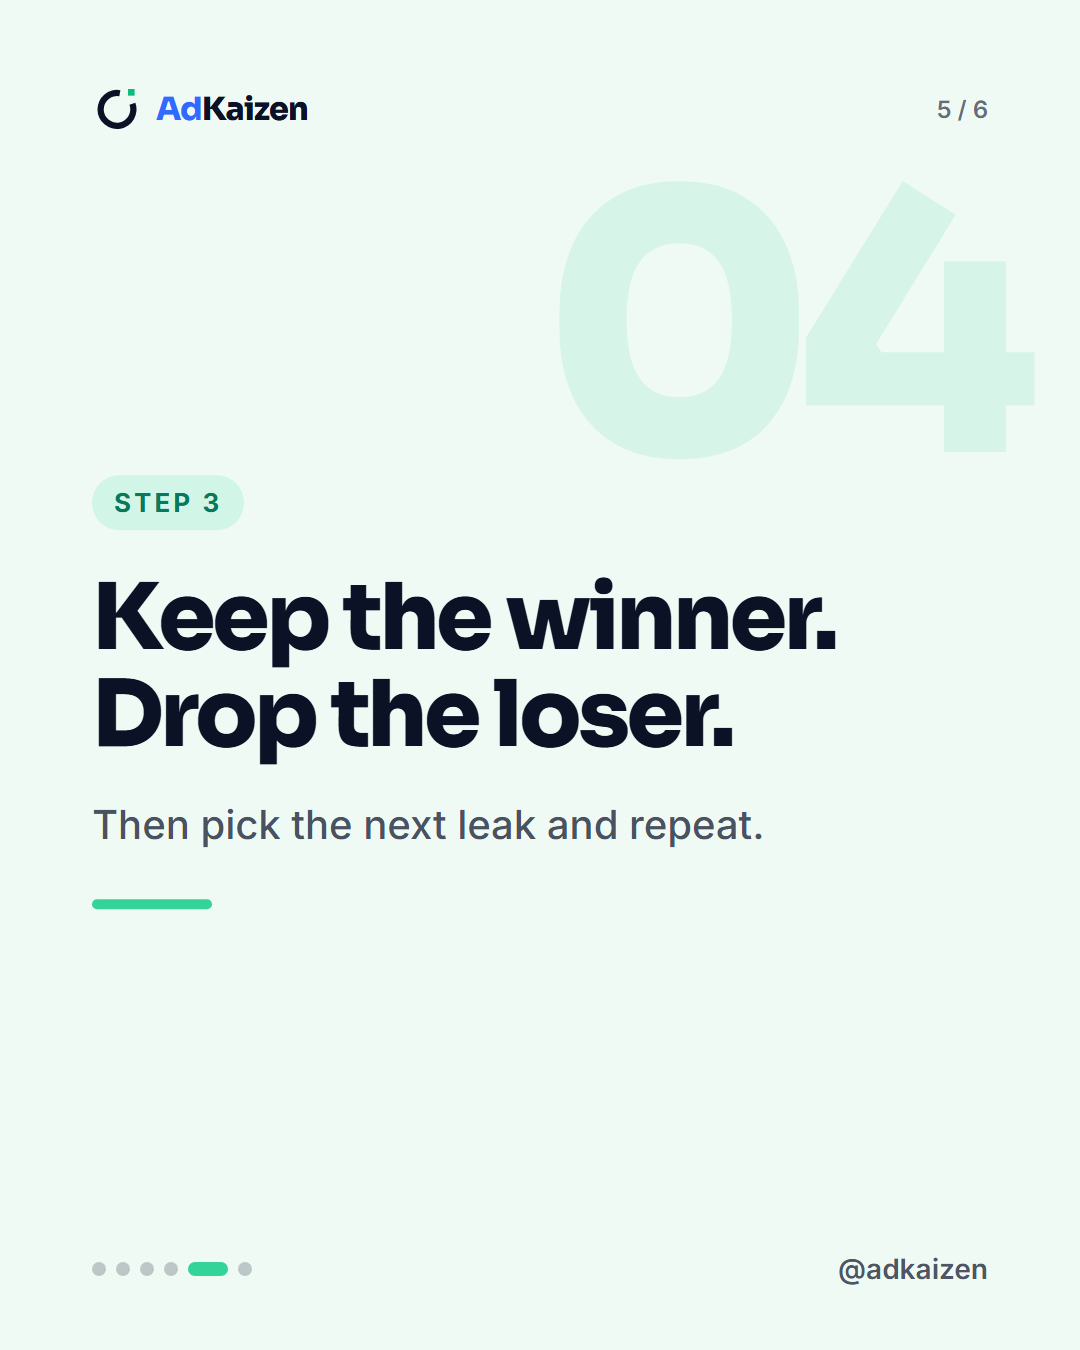 AdKaizen
5 / 6
04
STEP 3
Keep the winner.
Drop the loser.
Then pick the next leak and repeat.
@adkaizen